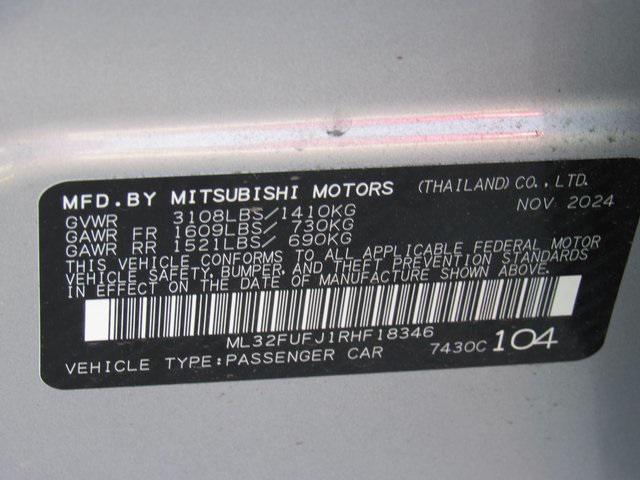 MFD.BY MITSUBISHI MOTORS (THAILAND) CO., LTD.
GVWR 3108LBS/1410KG NOV 2024
GAWR FR 1609LBS/ 730KG
GAWR RR 1521LBS/ 690KG
THIS VEHICLE CONFORMS TO ALL APPLICABLE FEDERAL MOTOR
VEHICLE SAFETY, BUMPER, AND THEFT PREVENTION STANDARDS
IN EFFECT ON THE DATE OF MANUFACTURE SHOWN ABOVE.
ML32FUFJ1RHF18346
VEHICLE TYPE:PASSENGER CAR 7430C 104